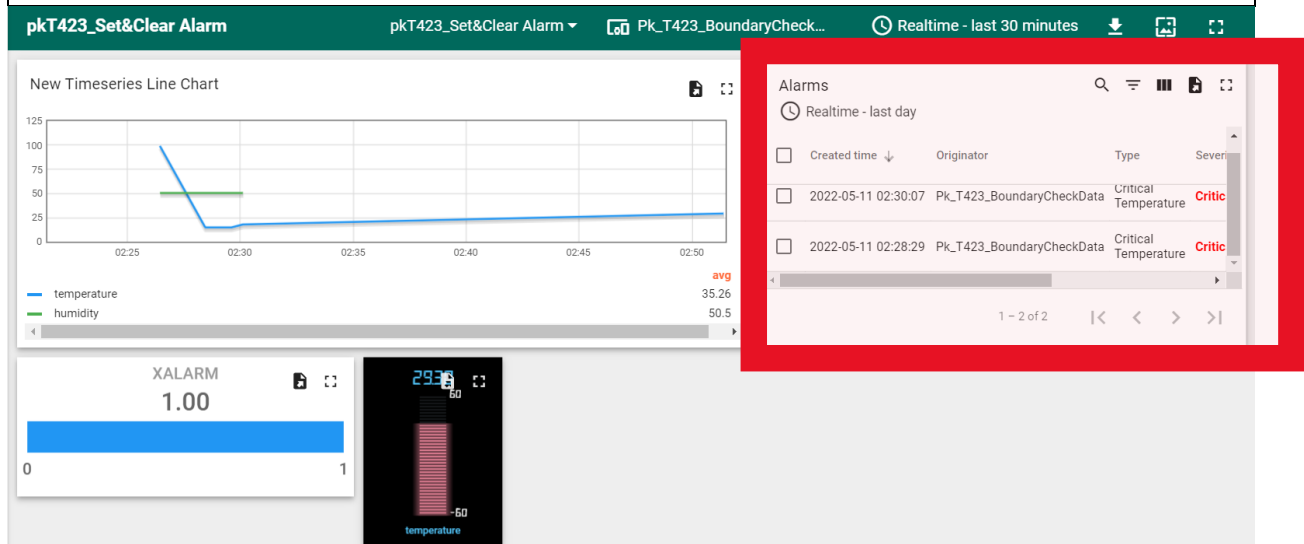 pkT423_Set&Clear Alarm pkT423_Set&Clear Alarm Pk_T423_BoundaryCheck... Realtime - last 30 minutes
New Timeseries Line Chart
125
100
75
50
25
0
02:25 02:30 02:35 02:40 02:45 02:50
avg
temperature 35.26
humidity 50.5
Alarms
Realtime - last day
Created time Originator Type Severi
2022-05-11 02:30:07 Pk_T423_BoundaryCheckData Critical Temperature Critic
2022-05-11 02:28:29 Pk_T423_BoundaryCheckData Critical Temperature Critic
1 – 2 of 2
XALARM
1.00
0 1
60
-60
temperature